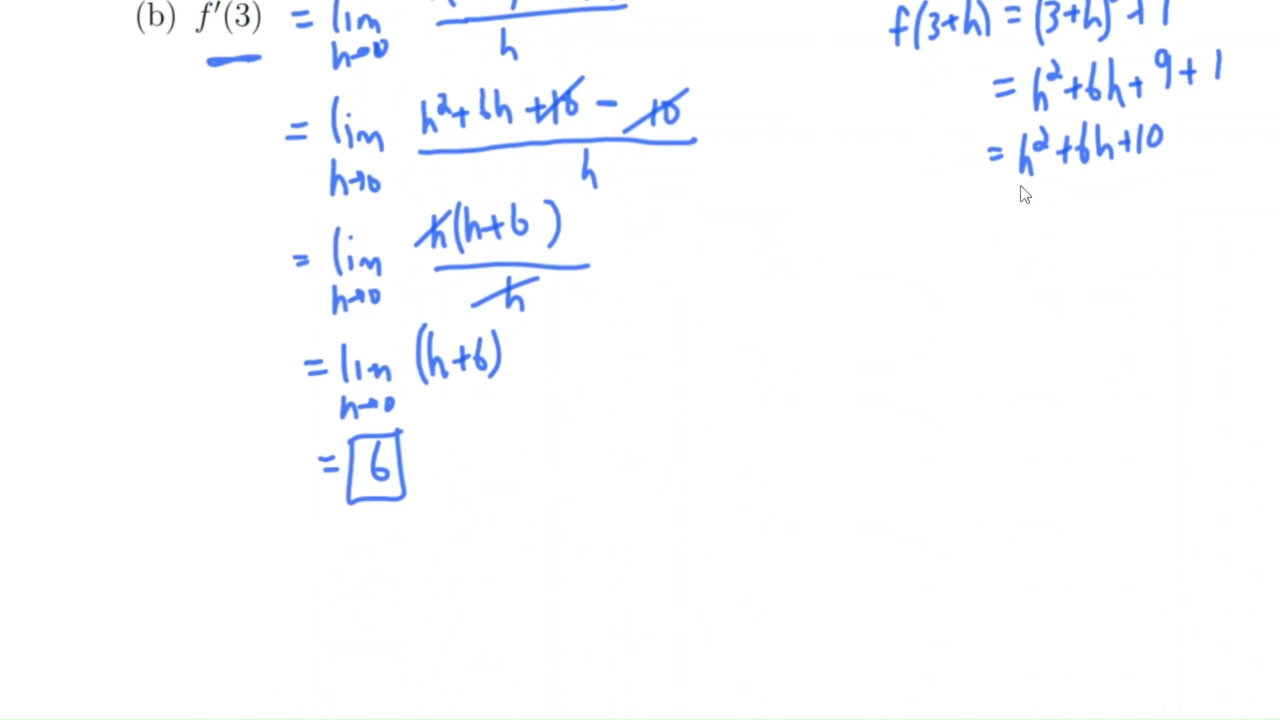 (b) f'(3) = lim
h→0 h
= lim h²+6h+10 - 10
h→0 h
= lim h(h+6)
h→0 h
= lim (h+6)
h→0
= 6
f(3+h) = (3+h)² + 1
= h²+6h+9+1
= h²+6h+10